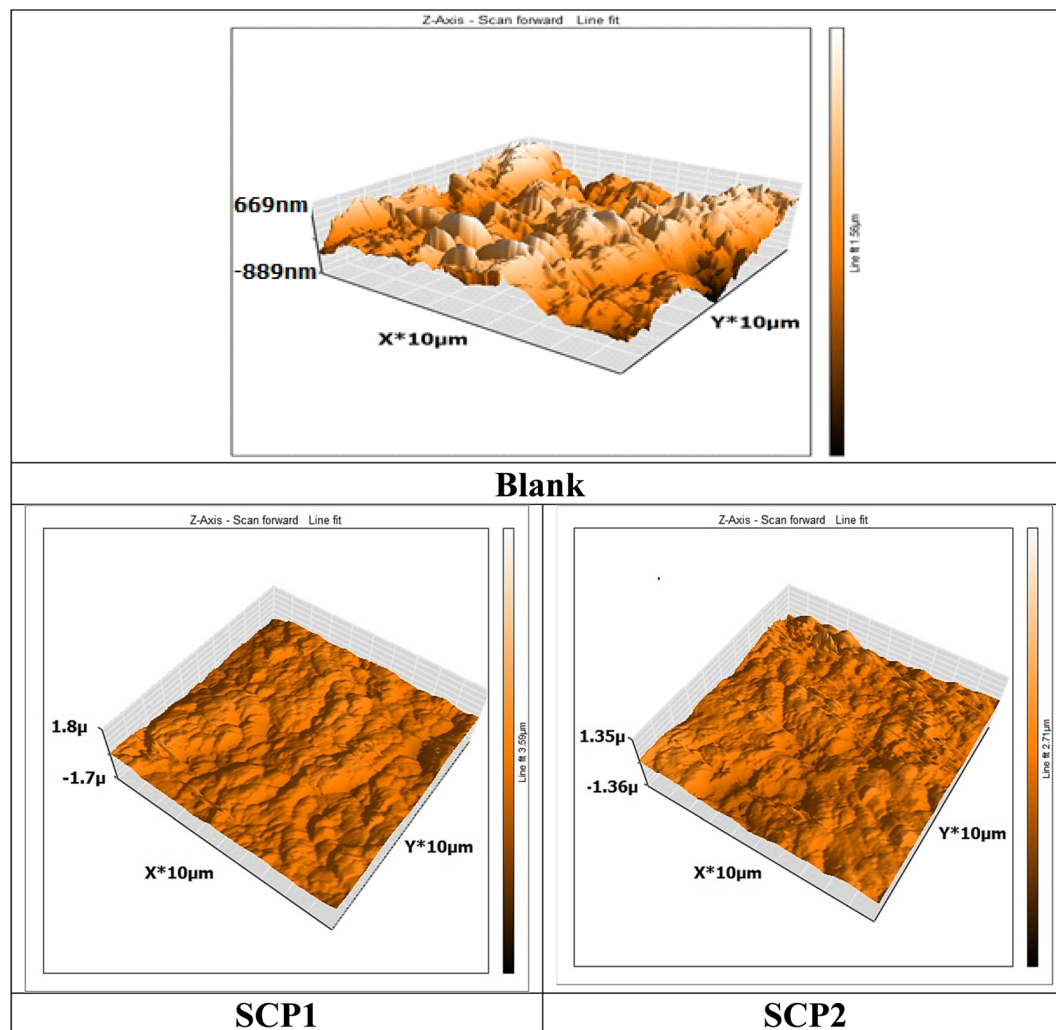 Z-Axis - Scan forward Line fit
669nm
-889nm
X*10µm
Y*10µm
Line fit 1.56µm
Blank
Z-Axis - Scan forward Line fit
1.8µ
-1.7µ
X*10µm
Y*10µm
Line fit 3.59µm
SCP1
Z-Axis - Scan forward Line fit
1.35µ
-1.36µ
X*10µm
Y*10µm
Line fit 2.71µm
SCP2